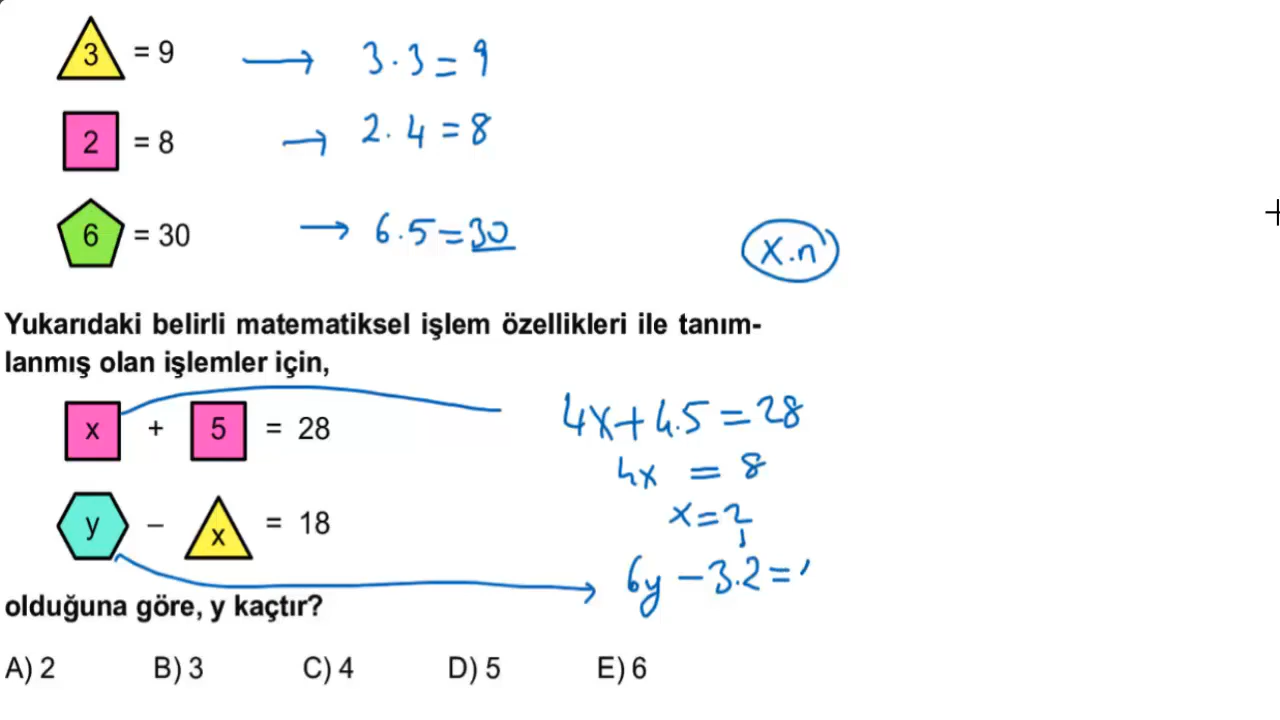 3 = 9 → 3.3 = 9
2 = 8 → 2.4 = 8
6 = 30 → 6.5 = 30
x.n
Yukarıdaki belirli matematiksel işlem özellikleri ile tanım-
lanmış olan işlemler için,
x + 5 = 28 4x + 4.5 = 28
4x = 8
x = 2
y – x = 18
6y – 3.2 =
olduğuna göre, y kaçtır?
A) 2 B) 3 C) 4 D) 5 E) 6